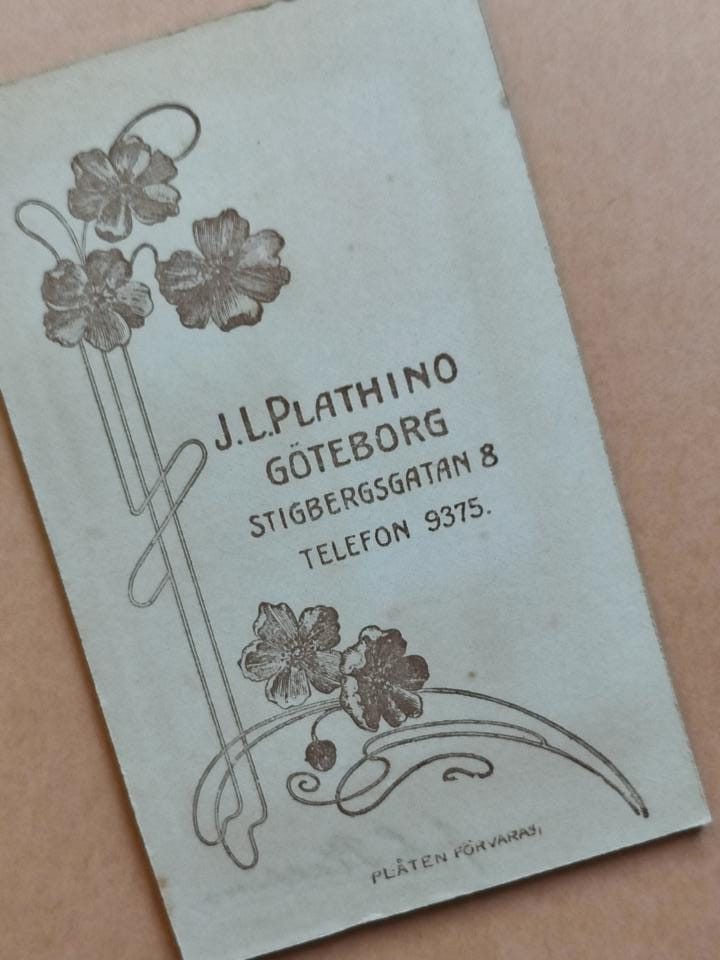 J.L.PLATHINO
GÖTEBORG
STIGBERGSGATAN 8
TELEFON 9375.
PLÅTEN FÖRVARAS,